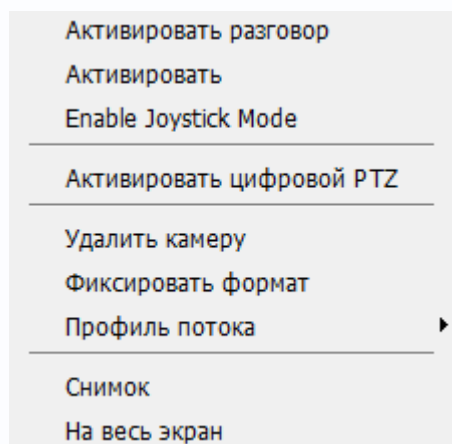 Активировать разговор
Активировать
Enable Joystick Mode
Активировать цифровой PTZ
Удалить камеру
Фиксировать формат
Профиль потока
Снимок
На весь экран